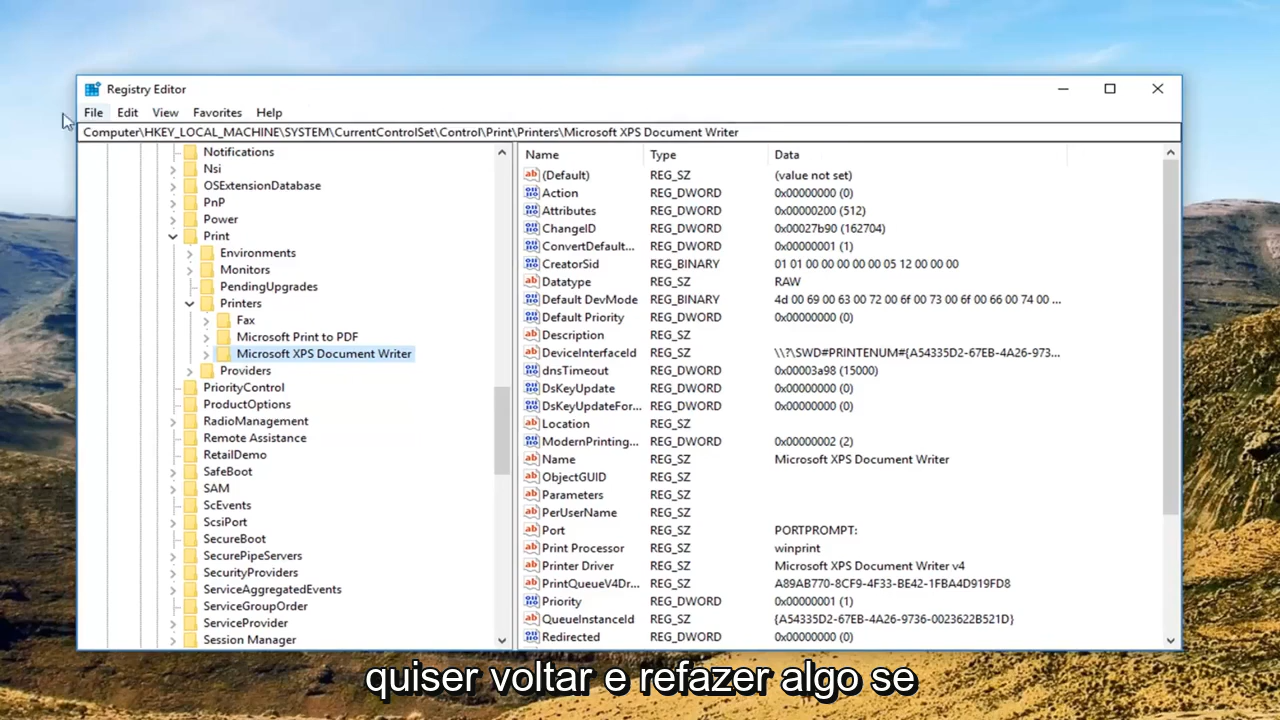 Registry Editor
File Edit View Favorites Help
Computer\HKEY_LOCAL_MACHINE\SYSTEM\CurrentControlSet\Control\Print\Printers\Microsoft XPS Document Writer
Notifications
Nsi
OSExtensionDatabase
PnP
Power
Print
Environments
Monitors
PendingUpgrades
Printers
Fax
Microsoft Print to PDF
Microsoft XPS Document Writer
Providers
PriorityControl
ProductOptions
RadioManagement
Remote Assistance
RetailDemo
SafeBoot
SAM
ScEvents
ScsiPort
SecureBoot
SecurePipeServers
SecurityProviders
ServiceAggregatedEvents
ServiceGroupOrder
ServiceProvider
Session Manager
Name Type Data
(Default) REG_SZ (value not set)
Action REG_DWORD 0x00000000 (0)
Attributes REG_DWORD 0x00000200 (512)
ChangeID REG_DWORD 0x00027b90 (162704)
ConvertDefault... REG_DWORD 0x00000001 (1)
CreatorSid REG_BINARY 01 01 00 00 00 00 00 05 12 00 00 00
Datatype REG_SZ RAW
Default DevMode REG_BINARY 4d 00 69 00 63 00 72 00 6f 00 73 00 6f 00 66 00 74 00 ...
Default Priority REG_DWORD 0x00000000 (0)
Description REG_SZ
DeviceInterfaceId REG_SZ \\?\SWD#PRINTENUM#{A54335D2-67EB-4A26-973...
dnsTimeout REG_DWORD 0x00003a98 (15000)
DsKeyUpdate REG_DWORD 0x00000000 (0)
DsKeyUpdateFor... REG_DWORD 0x00000000 (0)
Location REG_SZ
ModernPrinting... REG_DWORD 0x00000002 (2)
Name REG_SZ Microsoft XPS Document Writer
ObjectGUID REG_SZ
Parameters REG_SZ
PerUserName REG_SZ
Port REG_SZ PORTPROMPT:
Print Processor REG_SZ winprint
Printer Driver REG_SZ Microsoft XPS Document Writer v4
PrintQueueV4Dr... REG_SZ A89AB770-8CF9-4F33-BE42-1FBA4D919FD8
Priority REG_DWORD 0x00000001 (1)
QueueInstanceId REG_SZ {A54335D2-67EB-4A26-9736-0023622B521D}
Redirected REG_DWORD 0x00000000 (0)
quiser voltar e refazer algo se